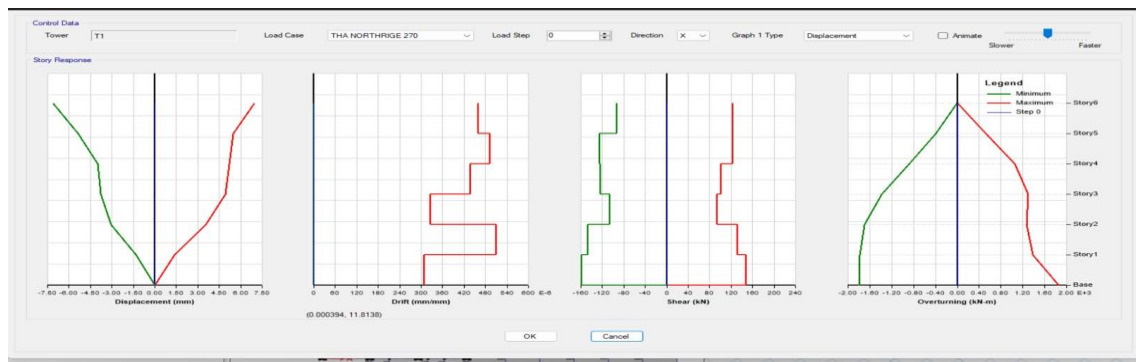 Control Data
Tower T1 Load Case THA NORTHRIGE 270 Load Step 0 Direction X Graph 1 Type Displacement Animate
Slower Faster
Story Response
Legend
Minimum
Maximum
Step 0
Story6
Story5
Story4
Story3
Story2
Story1
Base
-7.50 -6.00 -4.50 -3.00 -1.50 0.00 1.50 3.00 4.50 6.00 7.50
Displacement (mm)
0 60 120 180 240 300 360 420 480 540 600 E-6
Drift (mm/mm)
-160 -120 -80 -40 0 40 80 120 160 200 240
Shear (kN)
-2.00 -1.60 -1.20 -0.80 -0.40 0.00 0.40 0.80 1.20 1.60 2.00 E+3
Overturning (kN-m)
(0.000394, 11.8138)
OK Cancel